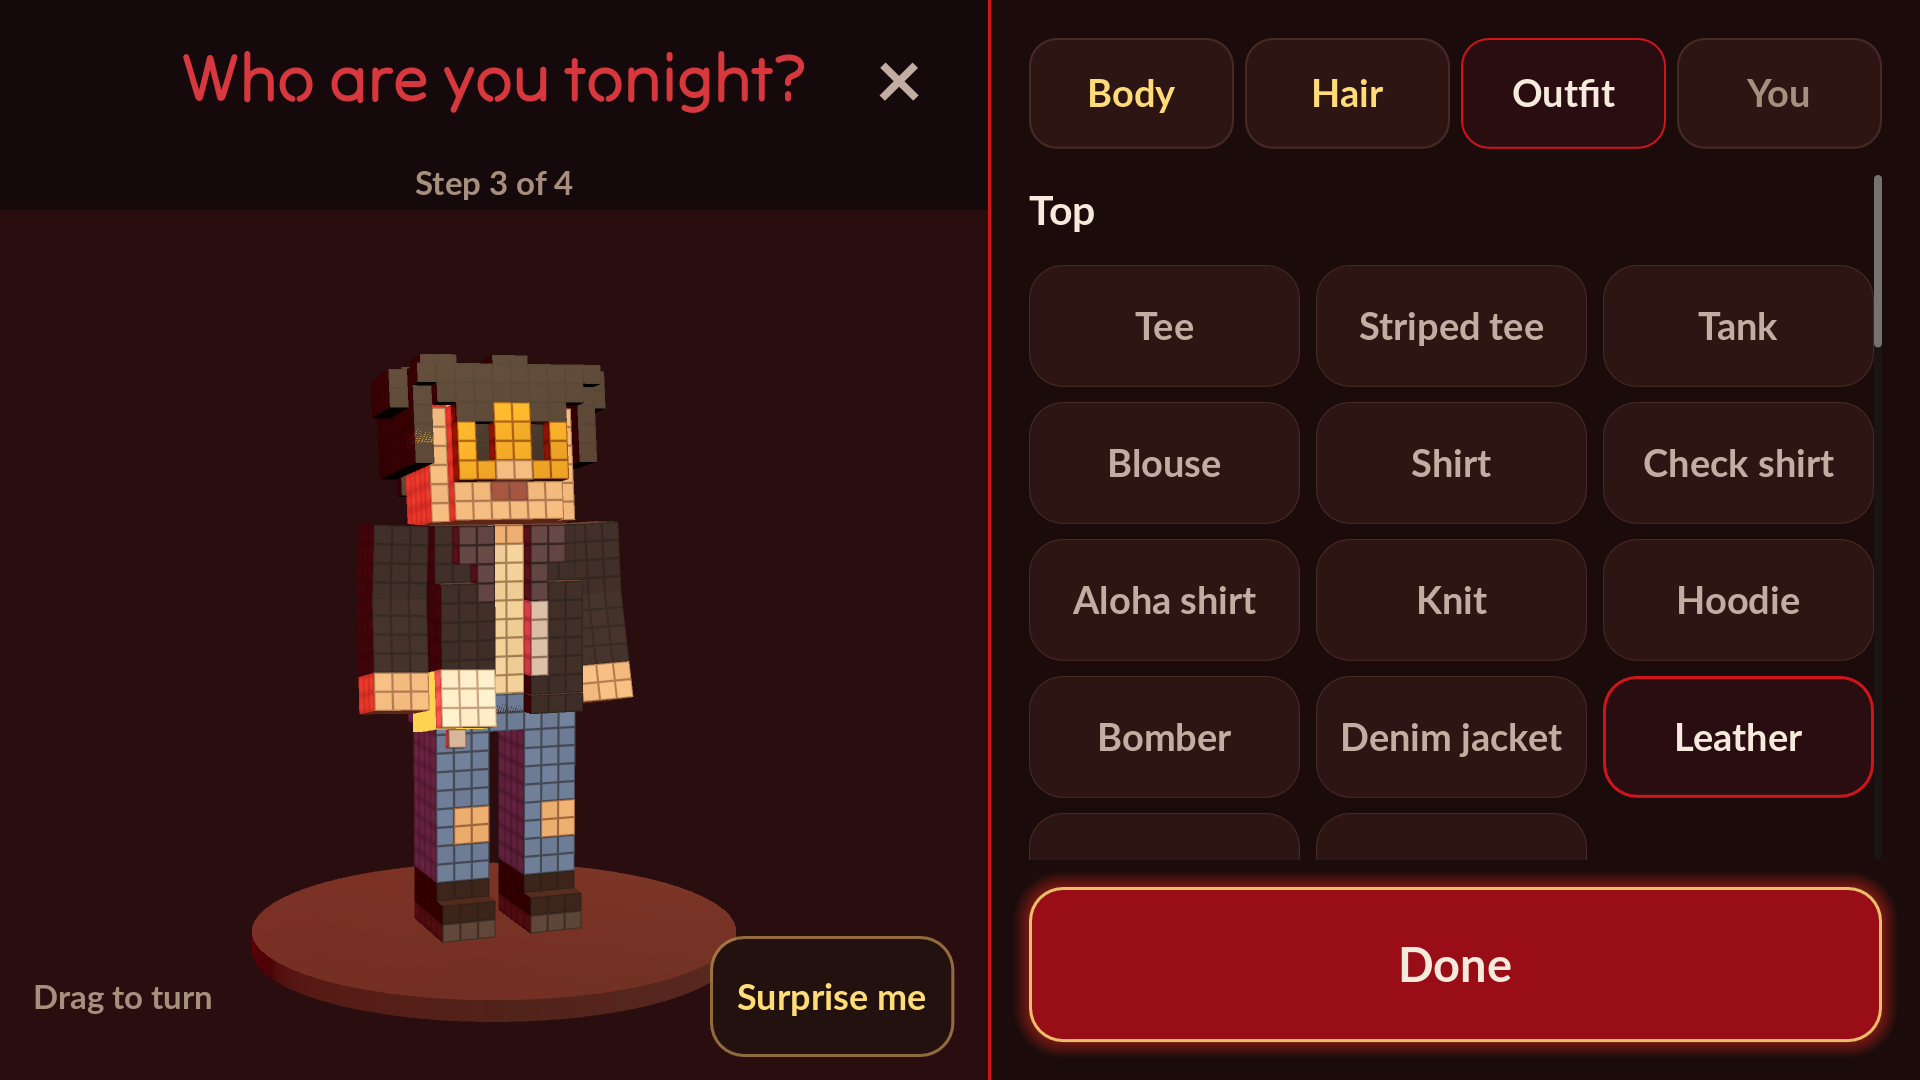 Who are you tonight?
Step 3 of 4
Drag to turn
Surprise me
Body
Hair
Outfit
You
Top
Tee
Striped tee
Tank
Blouse
Shirt
Check shirt
Aloha shirt
Knit
Hoodie
Bomber
Denim jacket
Leather
Done